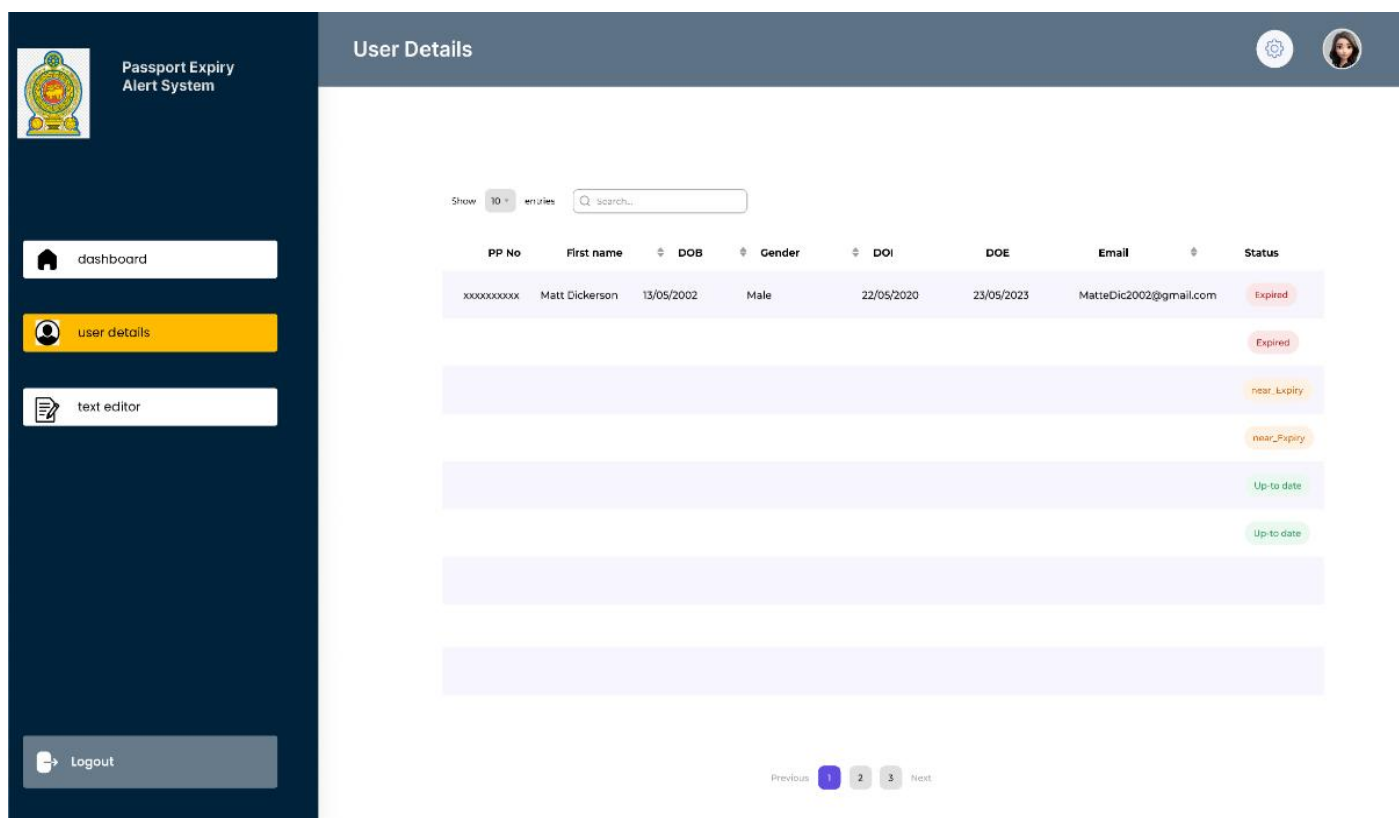 Passport Expiry
Alert System
User Details
dashboard
user details
text editor
Logout
Show 10 entries Search...
PP No First name DOB Gender DOI DOE Email Status
xxxxxxxxxx Matt Dickerson 13/05/2002 Male 22/05/2020 23/05/2023 MatteDic2002@gmail.com Expired
Expired
near_Expiry
near_Expiry
Up-to date
Up-to date
Previous 1 2 3 Next